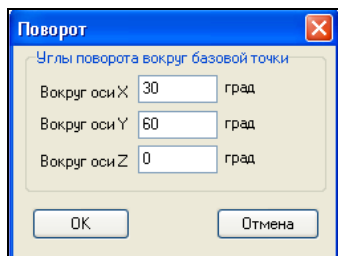 Поворот
Углы поворота вокруг базовой точки
Вокруг оси X 30 град
Вокруг оси Y 60 град
Вокруг оси Z 0 град
OK Отмена